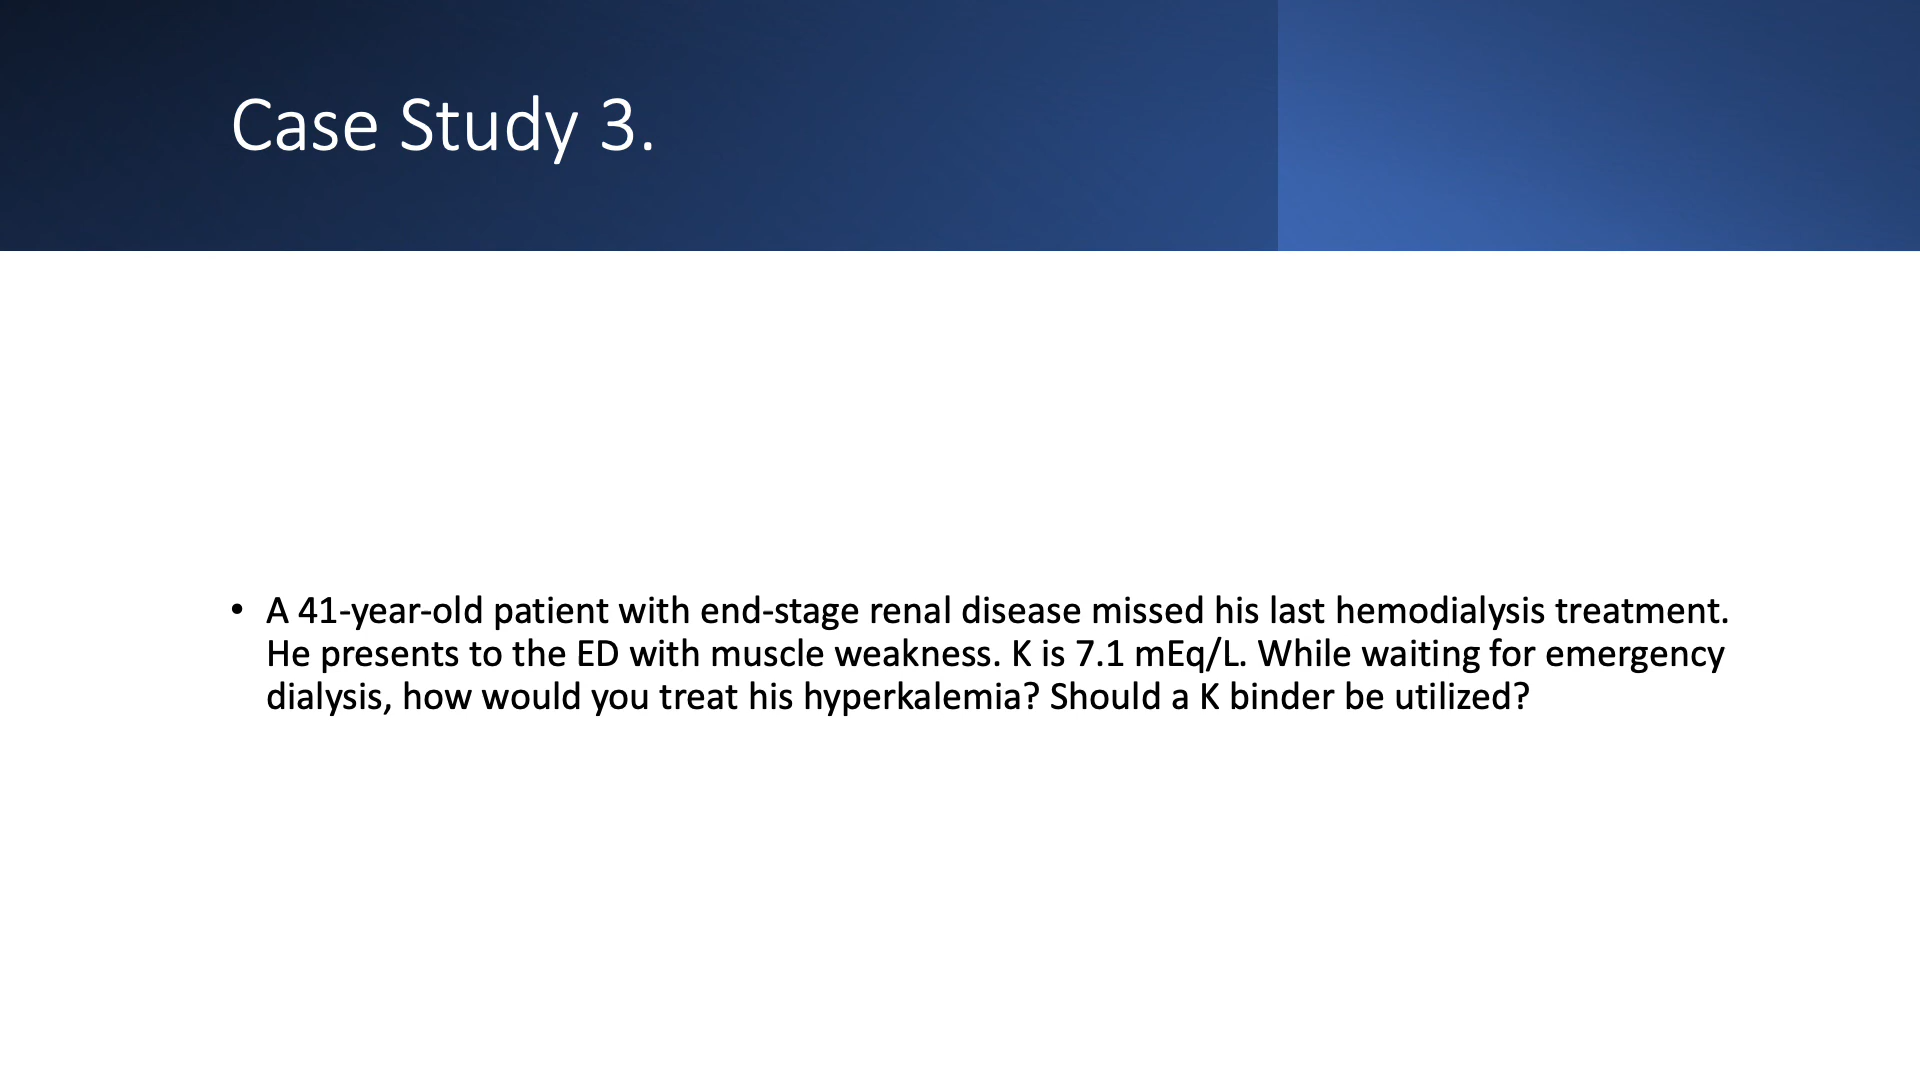 Case Study 3.
• A 41-year-old patient with end-stage renal disease missed his last hemodialysis treatment.
He presents to the ED with muscle weakness. K is 7.1 mEq/L. While waiting for emergency
dialysis, how would you treat his hyperkalemia? Should a K binder be utilized?